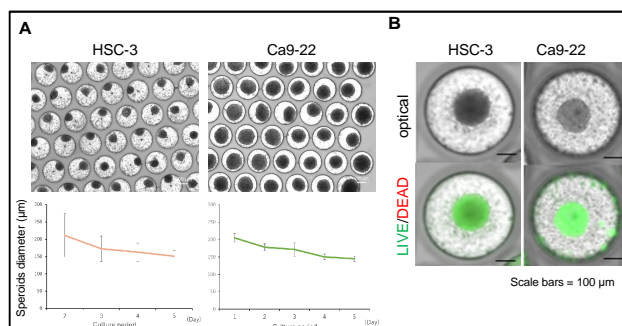 A
HSC-3
Ca9-22
Speroids diameter (µm)
300
250
200
150
100
50
0
2
3
4
5
(Day)
Culture period
300
250
200
150
100
50
0
1
2
3
4
5
(Day)
Culture period
B
HSC-3
Ca9-22
optical
LIVE/DEAD
Scale bars = 100 µm